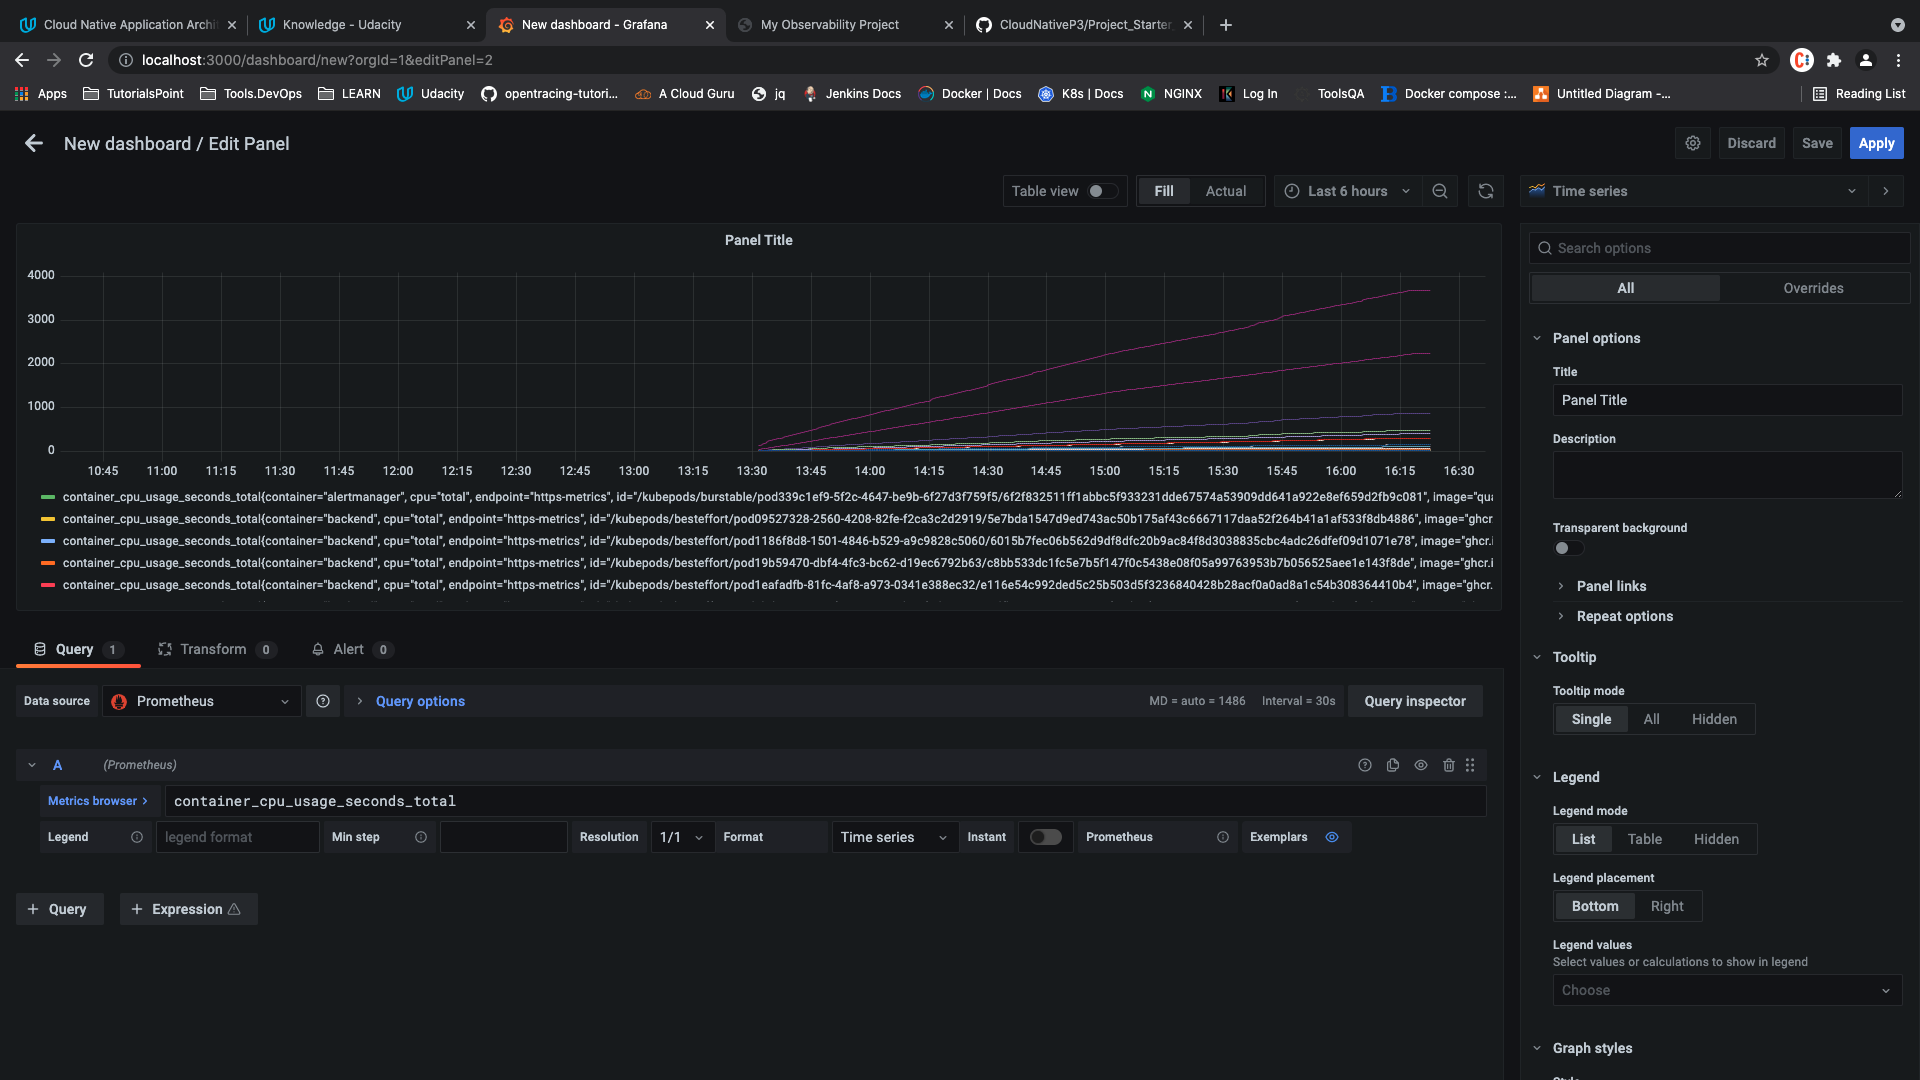 Cloud Native Application Archi
Knowledge - Udacity
New dashboard - Grafana
My Observability Project
CloudNativeP3/Project_Starter
localhost:3000/dashboard/new?orgId=1&editPanel=2
Apps
TutorialsPoint
Tools.DevOps
LEARN
Udacity
opentracing-tutori...
A Cloud Guru
jq
Jenkins Docs
Docker | Docs
K8s | Docs
NGINX
Log In
ToolsQA
Docker compose :...
Untitled Diagram -...
Reading List
New dashboard / Edit Panel
Discard
Save
Apply
Table view
Fill
Actual
Last 6 hours
Time series
Panel Title
4000
3000
2000
1000
0
10:45 11:00 11:15 11:30 11:45 12:00 12:15 12:30 12:45 13:00 13:15 13:30 13:45 14:00 14:15 14:30 14:45 15:00 15:15 15:30 15:45 16:00 16:15 16:30
container_cpu_usage_seconds_total{container="alertmanager", cpu="total", endpoint="https-metrics", id="/kubepods/burstable/pod339c1ef9-5f2c-4647-be9b-6f27d3f759f5/6f2f832511ff1abbc5f933231dde67574a53909dd641a922e8ef659d2fb9c081", image="qua
container_cpu_usage_seconds_total{container="backend", cpu="total", endpoint="https-metrics", id="/kubepods/besteffort/pod09527328-2560-4208-82fe-f2ca3c2d2919/5e7bda1547d9ed743ac50b175af43c6667117daa52f264b41a1af533f8db4886", image="ghcr
container_cpu_usage_seconds_total{container="backend", cpu="total", endpoint="https-metrics", id="/kubepods/besteffort/pod1186f8d8-1501-4846-b529-a9c9828c5060/6015b7fec06b562d9df8dfc20b9ac84f8d3038835cbc4adc26dfef09d1071e78", image="ghcr.i
container_cpu_usage_seconds_total{container="backend", cpu="total", endpoint="https-metrics", id="/kubepods/besteffort/pod19b59470-dbf4-4fc3-bc62-d19ec6792b63/c8bb533dc1fc5e7b5f147f0c5438e08f05a99763953b7b056525aee1e143f8de", image="ghcr.i
container_cpu_usage_seconds_total{container="backend", cpu="total", endpoint="https-metrics", id="/kubepods/besteffort/pod1eafadfb-81fc-4af8-a973-0341e388ec32/e116e54c992ded5c25b503d5f3236840428b28acf0a0ad8a1c54b308364410b4", image="ghcr
Query 1
Transform 0
Alert 0
Data source
Prometheus
Query options
MD = auto = 1486
Interval = 30s
Query inspector
A
(Prometheus)
Metrics browser
container_cpu_usage_seconds_total
Legend
legend format
Min step
Resolution
1/1
Format
Time series
Instant
Prometheus
Exemplars
+ Query
+ Expression
Search options
All
Overrides
Panel options
Title
Panel Title
Description
Transparent background
Panel links
Repeat options
Tooltip
Tooltip mode
Single
All
Hidden
Legend
Legend mode
List
Table
Hidden
Legend placement
Bottom
Right
Legend values
Select values or calculations to show in legend
Choose
Graph styles